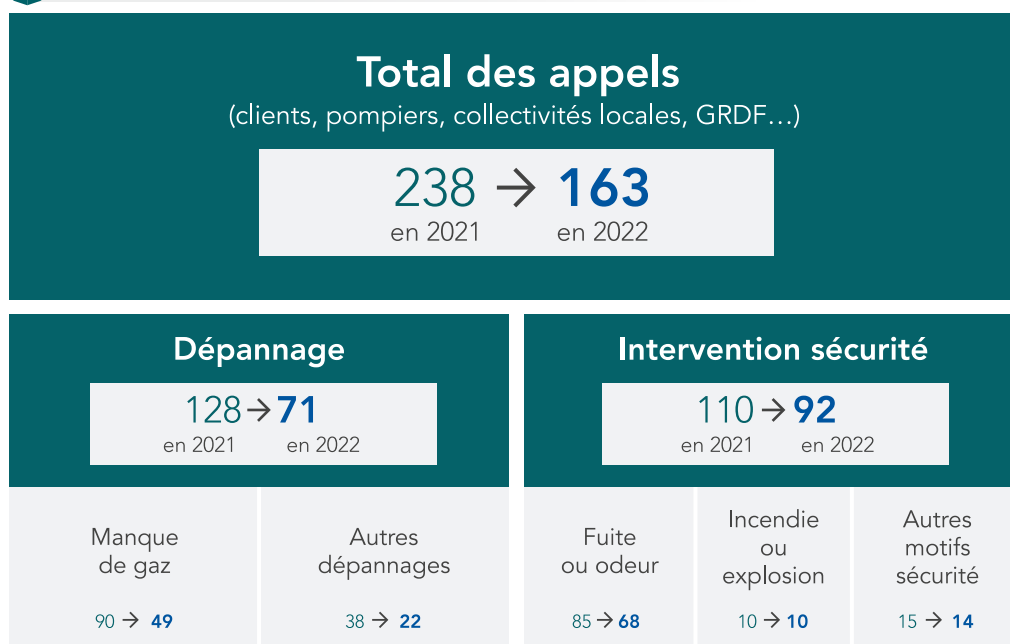 Total des appels
(clients, pompiers, collectivités locales, GRDF...)
238 → 163
en 2021 en 2022
Dépannage
128 → 71
en 2021 en 2022
Manque
de gaz
90 → 49
Autres
dépannages
38 → 22
Intervention sécurité
110 → 92
en 2021 en 2022
Fuite
ou odeur
85 → 68
Incendie
ou
explosion
10 → 10
Autres
motifs
sécurité
15 → 14